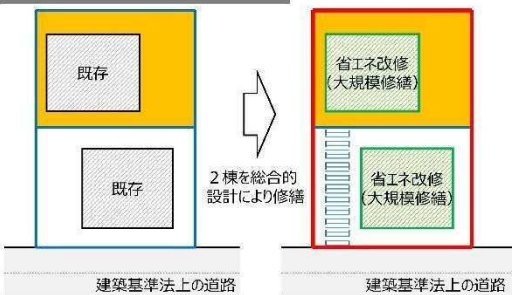 既存
既存
2棟を総合的
設計により修繕
建築基準法上の道路
省エネ改修
(大規模修繕)
省エネ改修
(大規模修繕)
建築基準法上の道路